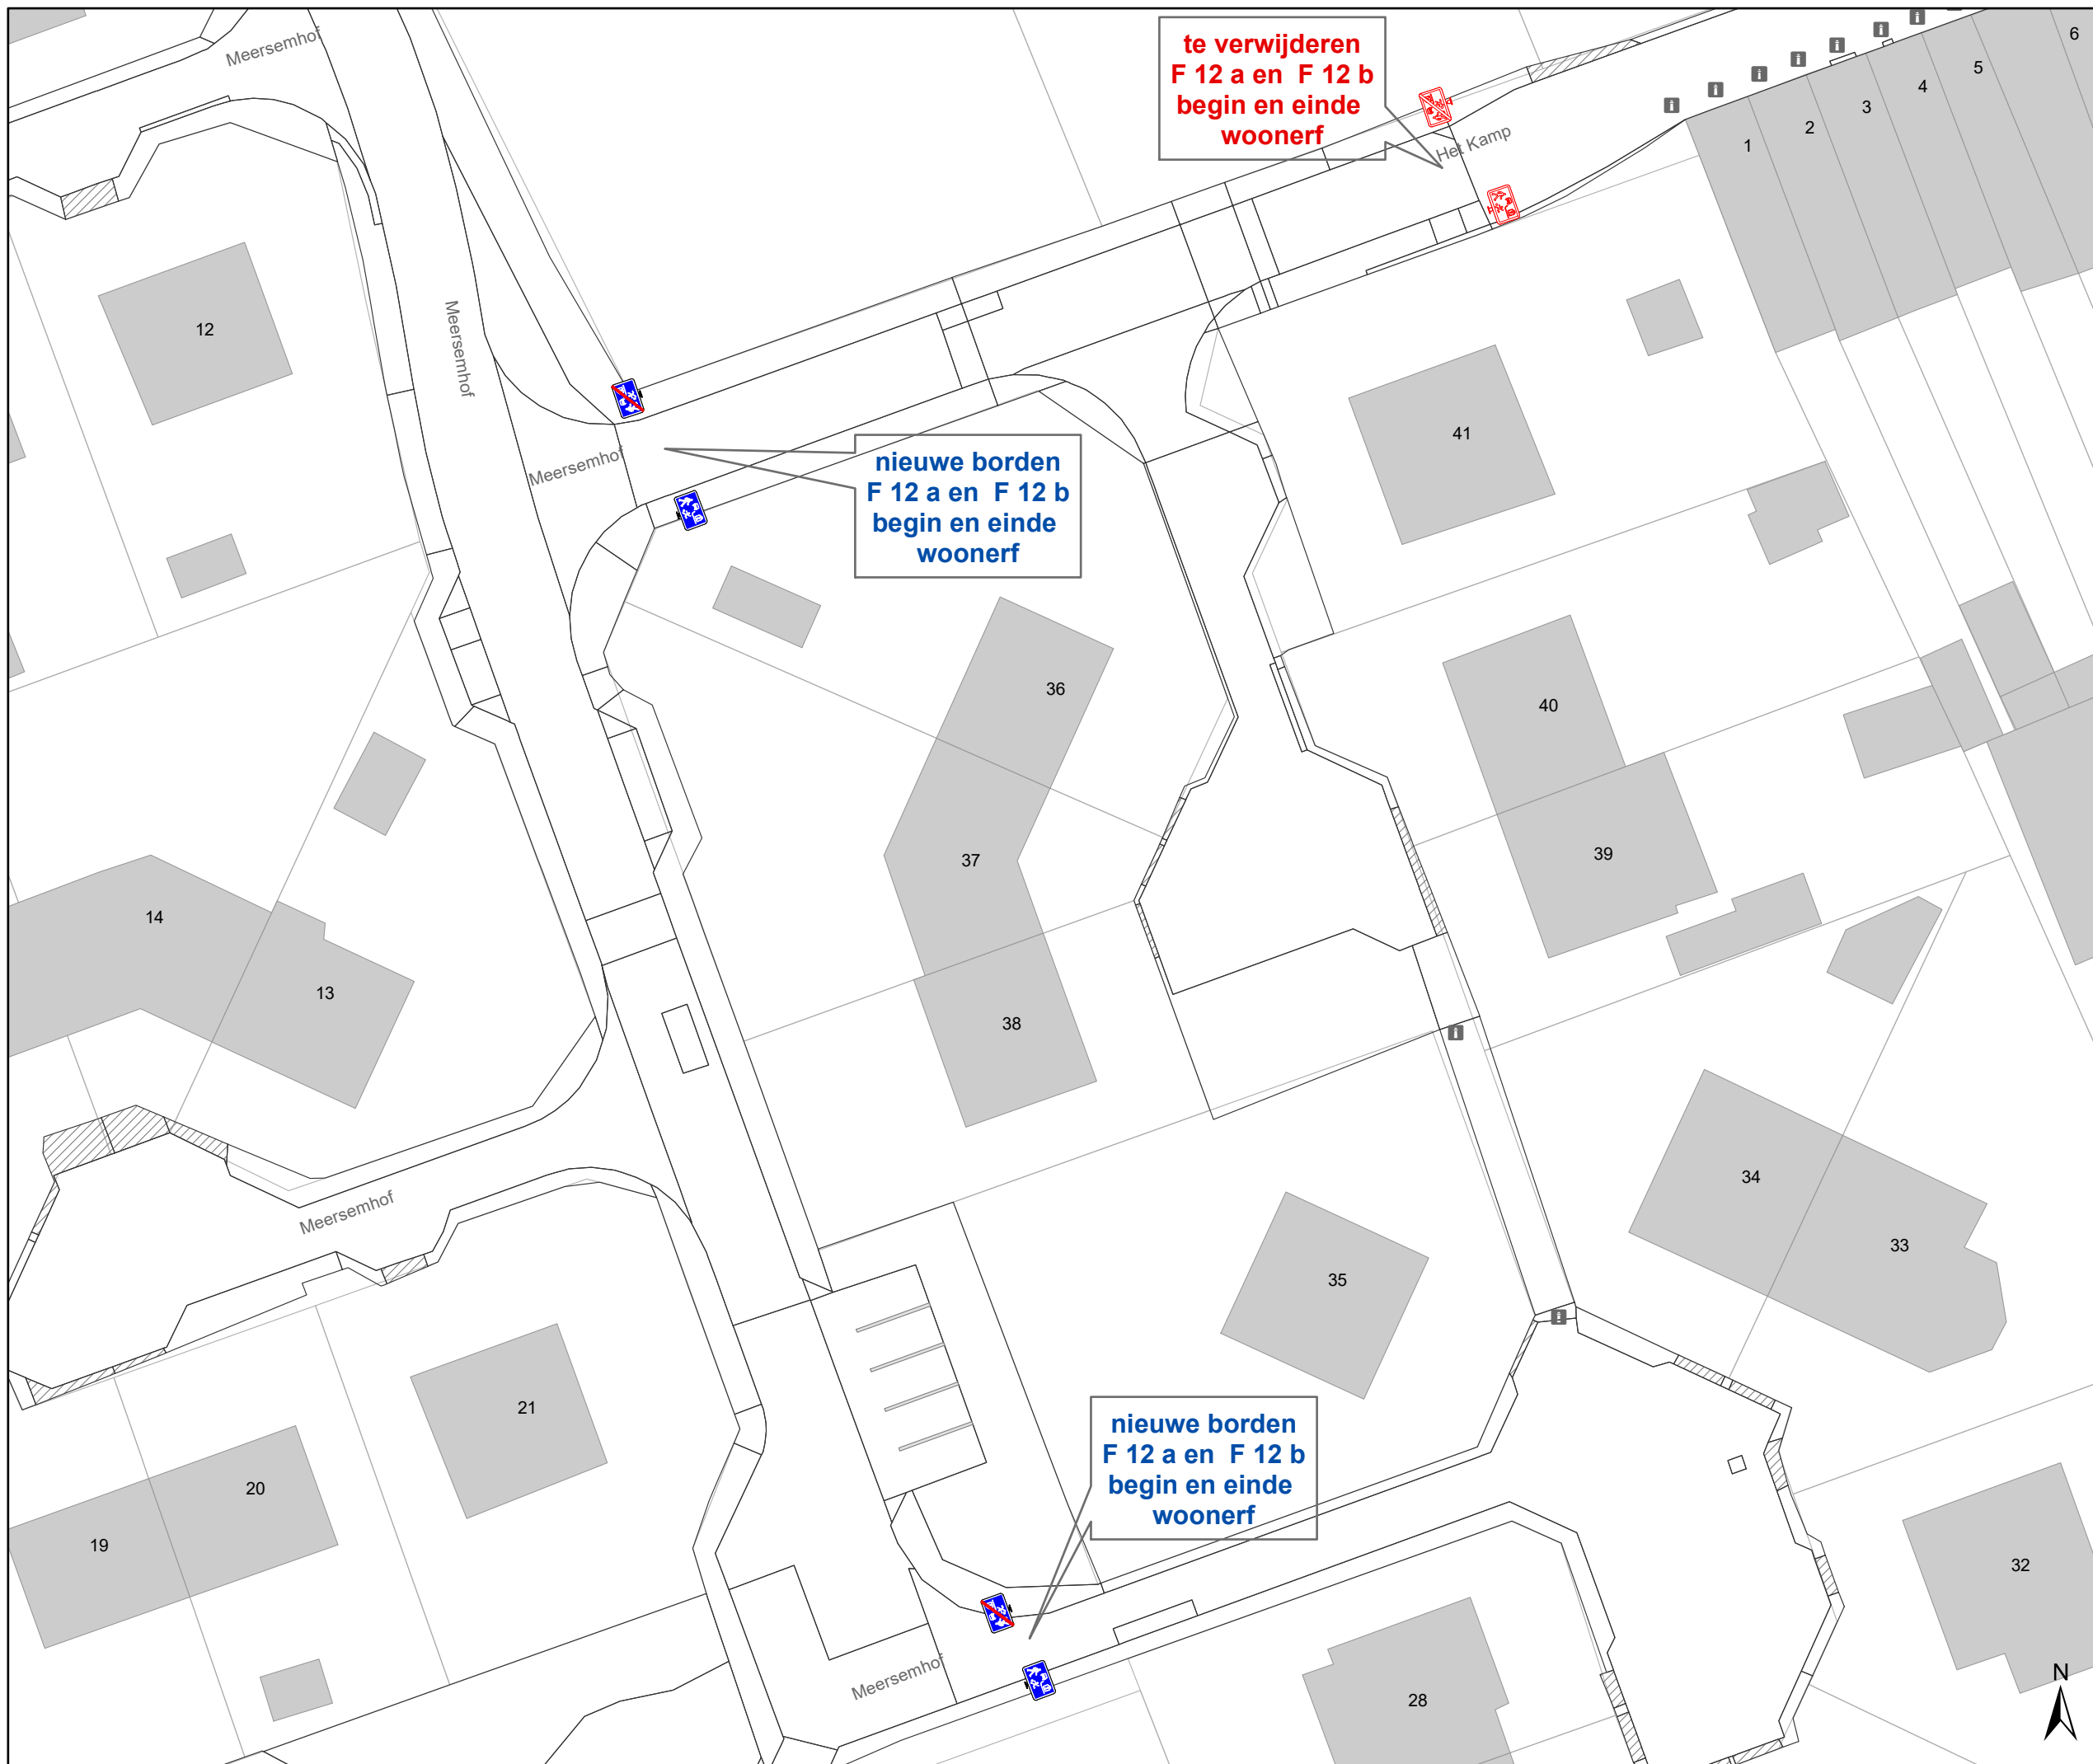 Meersemhof
te verwijderen
F 12 a en F 12 b
begin en einde
woonerf
6
5
4
3
2
1
Het Kamp
12
Meersemhof
41
Meersemhof
nieuwe borden
F 12 a en F 12 b
begin en einde
woonerf
36
40
37
39
14
13
38
34
Meersemhof
33
35
21
nieuwe borden
F 12 a en F 12 b
begin en einde
woonerf
20
19
32
Meersemhof
28
N